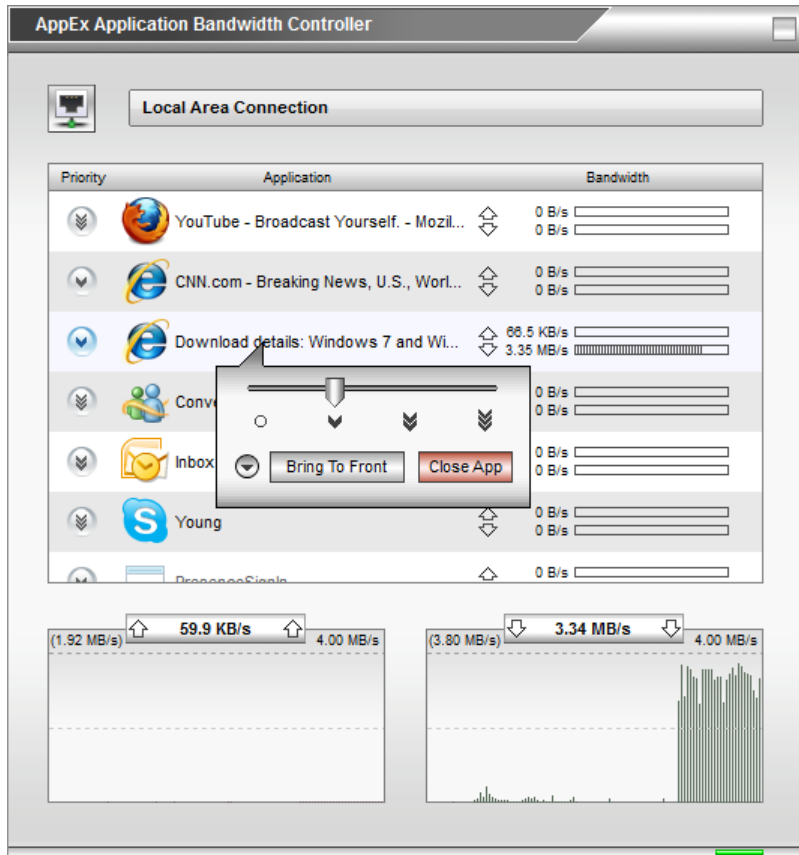 AppEx Application Bandwidth Controller
Local Area Connection
Priority Application Bandwidth
YouTube - Broadcast Yourself. - Mozil... 0 B/s
0 B/s
CNN.com - Breaking News, U.S., Worl... 0 B/s
0 B/s
Download details: Windows 7 and Wi... 66.5 KB/s
3.35 MB/s
Conve 0 B/s
0 B/s
Inbox 0 B/s
0 B/s
Bring To Front Close App
S Young 0 B/s
0 B/s
PresenceSignIn 0 B/s
(1.92 MB/s) 59.9 KB/s 4.00 MB/s
(3.80 MB/s) 3.34 MB/s 4.00 MB/s